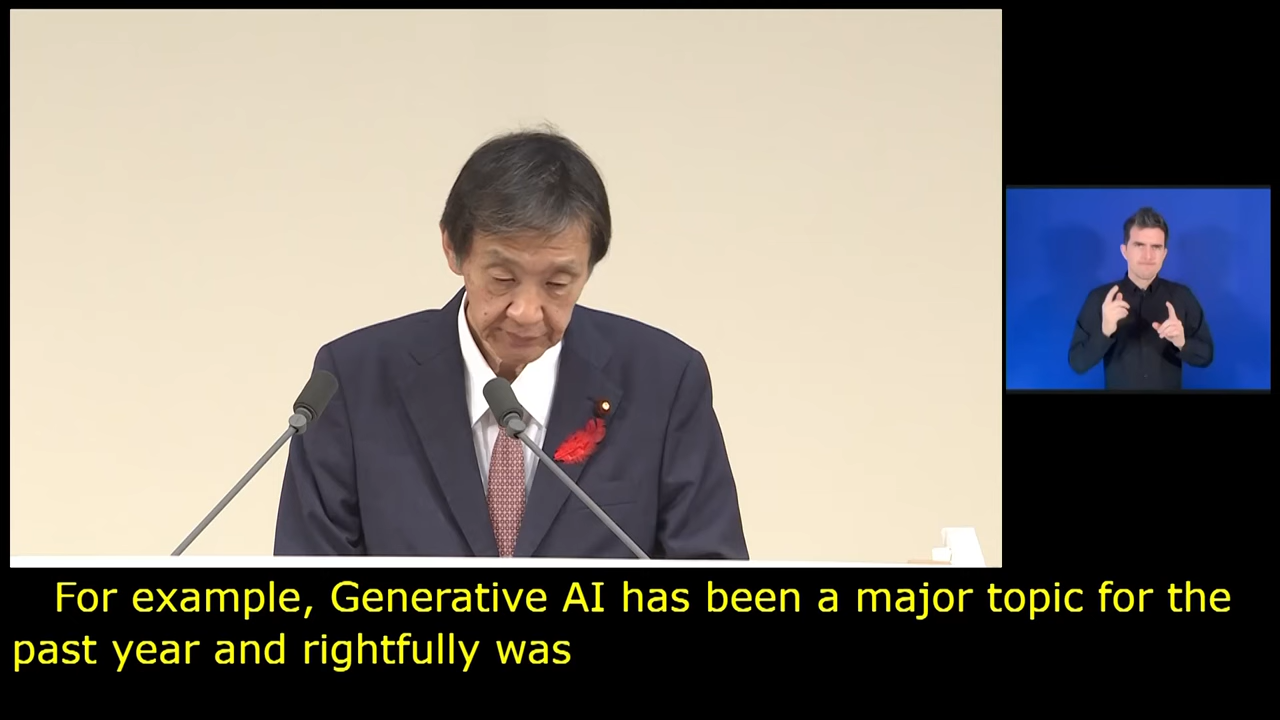 For example, Generative AI has been a major topic for the
past year and rightfully was